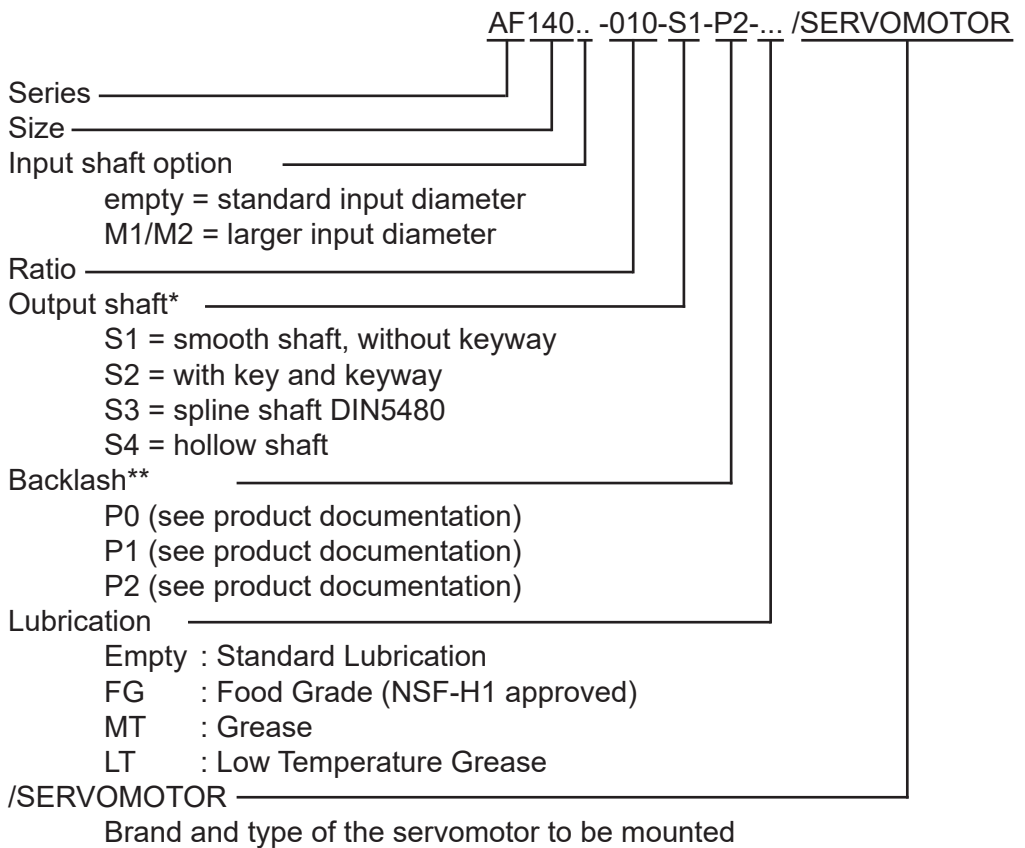 AF140.. -010-S1-P2-... /SERVOMOTOR
Series
Size
Input shaft option
empty = standard input diameter
M1/M2 = larger input diameter
Ratio
Output shaft*
S1 = smooth shaft, without keyway
S2 = with key and keyway
S3 = spline shaft DIN5480
S4 = hollow shaft
Backlash**
P0 (see product documentation)
P1 (see product documentation)
P2 (see product documentation)
Lubrication
Empty : Standard Lubrication
FG : Food Grade (NSF-H1 approved)
MT : Grease
LT : Low Temperature Grease
/SERVOMOTOR
Brand and type of the servomotor to be mounted